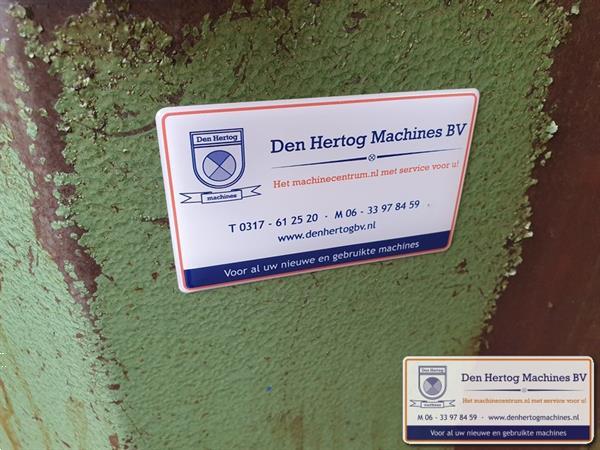 Den Hertog
machines
Den Hertog Machines BV
Het machinecentrum.nl met service voor u!
T 0317 - 61 25 20 · M 06 - 33 97 84 59
www.denhertogbv.nl
Voor al uw nieuwe en gebruikte machines
Den Hertog
machines
Den Hertog Machines BV
Het machinecentrum.nl met service voor u!
M 06 - 33 97 84 59 · www.denhertogmachines.nl
Voor al uw nieuwe en gebruikte machines